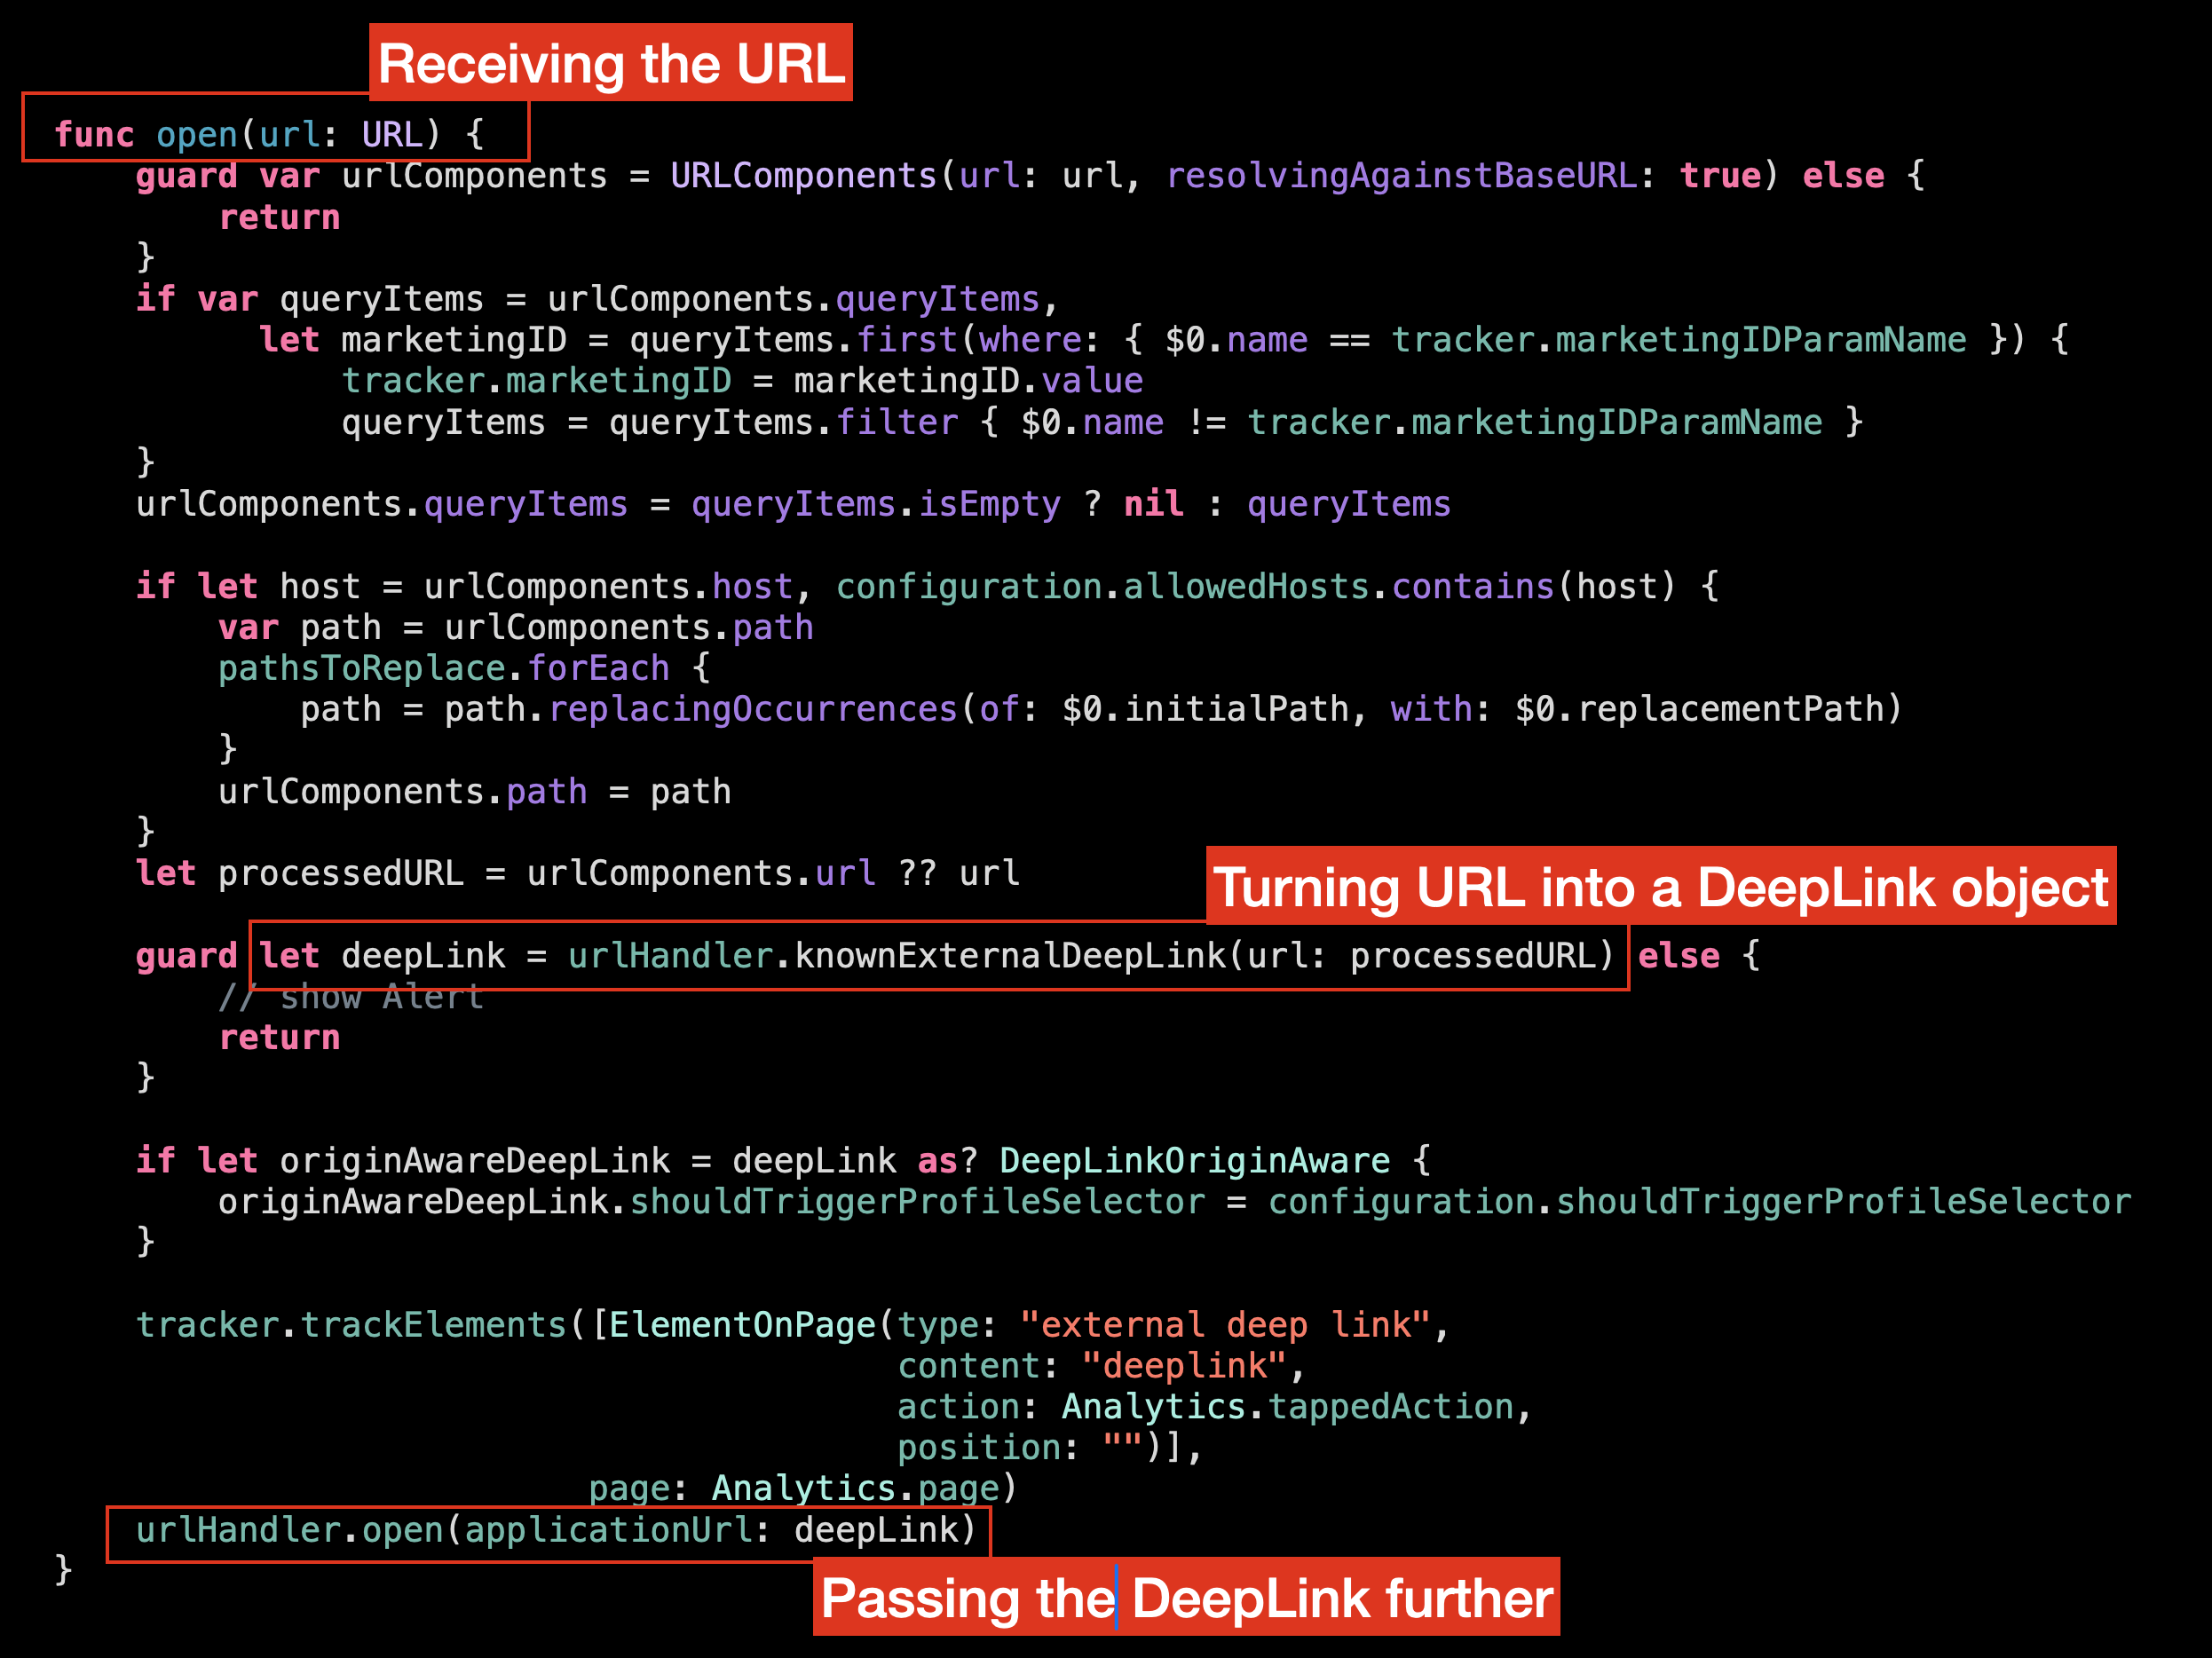 Receiving the URL
func open(url: URL) {
guard var urlComponents = URLComponents(url: url, resolvingAgainstBaseURL: true) else {
return
}
if var queryItems = urlComponents.queryItems,
let marketingID = queryItems.first(where: { $0.name == tracker.marketingIDParamName }) {
tracker.marketingID = marketingID.value
queryItems = queryItems.filter { $0.name != tracker.marketingIDParamName }
}
urlComponents.queryItems = queryItems.isEmpty ? nil : queryItems
if let host = urlComponents.host, configuration.allowedHosts.contains(host) {
var path = urlComponents.path
pathsToReplace.forEach {
path = path.replacingOccurrences(of: $0.initialPath, with: $0.replacementPath)
}
urlComponents.path = path
}
let processedURL = urlComponents.url ?? url
Turning URL into a DeepLink object
guard let deepLink = urlHandler.knownExternalDeepLink(url: processedURL) else {
// show Alert
return
}
if let originAwareDeepLink = deepLink as? DeepLinkOriginAware {
originAwareDeepLink.shouldTriggerProfileSelector = configuration.shouldTriggerProfileSelector
}
tracker.trackElements([ElementOnPage(type: "external deep link",
content: "deeplink",
action: Analytics.tappedAction,
position: "")],
page: Analytics.page)
urlHandler.open(applicationUrl: deepLink)
}
Passing the DeepLink further